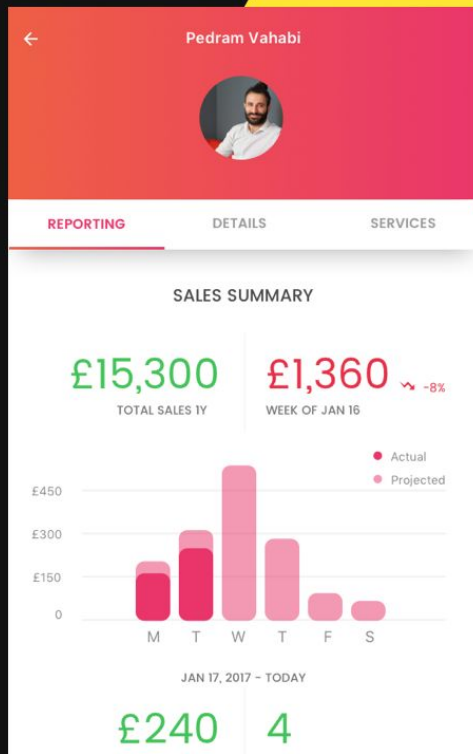 Pedram Vahabi
REPORTING DETAILS SERVICES
SALES SUMMARY
£15,300 £1,360 -8%
TOTAL SALES 1Y WEEK OF JAN 16
Actual
Projected
£450
£300
£150
0
M T W T F S
JAN 17, 2017 - TODAY
£240 4